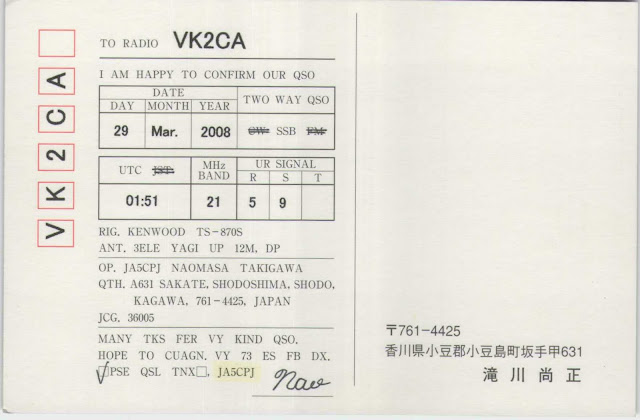 VK2CA
TO RADIO VK2CA
I AM HAPPY TO CONFIRM OUR QSO
DATE TWO WAY QSO
DAY MONTH YEAR
29 Mar. 2008 CW SSB FM
UTC JST MHz BAND UR SIGNAL
R S T
01:51 21 5 9
RIG. KENWOOD TS-870S
ANT. 3ELE YAGI UP 12M, DP
OP. JA5CPJ NAOMASA TAKIGAWA
QTH. A631 SAKATE, SHODOSHIMA, SHODO,
KAGAWA, 761-4425, JAPAN
JCG. 36005
MANY TKS FER VY KIND QSO.
HOPE TO CUAGN. VY 73 ES FB DX.
PSE QSL TNX, JA5CPJ Nao
〒761-4425
香川県小豆郡小豆島町坂手甲631
滝川尚正